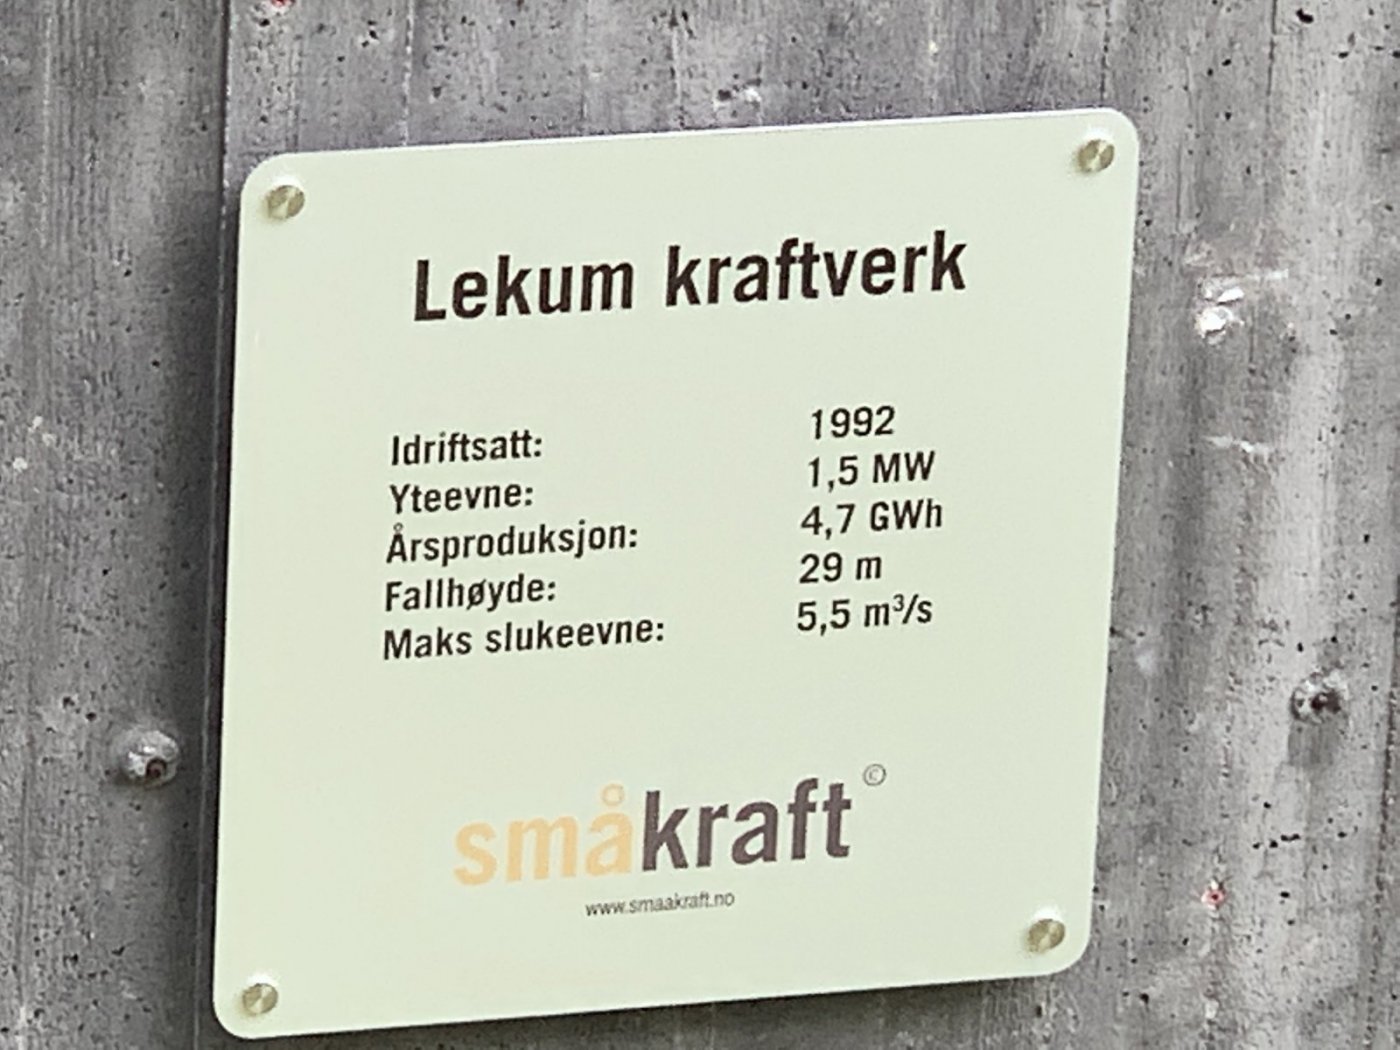 Lekum kraftverk
Idriftsatt: 1992
Yteevne: 1,5 MW
Årsproduksjon: 4,7 GWh
Fallhøyde: 29 m
Maks slukeevne: 5,5 m³/s
småkraft©
www.smaakraft.no